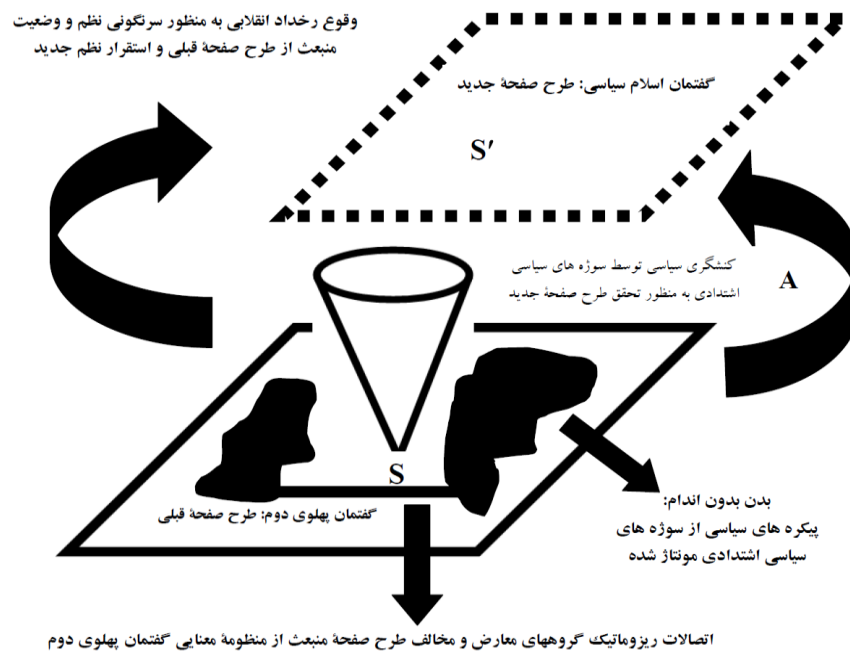 وقوع رخداد انقلابی به منظور سرنگونی نظم و وضعیت
منبعث از طرح صفحهٔ قبلی و استقرار نظم جدید
گفتمان اسلام سیاسی: طرح صفحهٔ جدید
S′
کنشگری سیاسی توسط سوژه های سیاسی
اشتدادی به منظور تحقق طرح صفحهٔ جدید
A
S
گفتمان پهلوی دوم: طرح صفحهٔ قبلی
بدن بدون اندام:
پیکره های سیاسی از سوژه های
سیاسی اشتدادی مونتاژ شده
اتصالات ریزوماتیک گروههای معارض و مخالف طرح صفحهٔ منبعث از منظومهٔ معنایی گفتمان پهلوی دوم